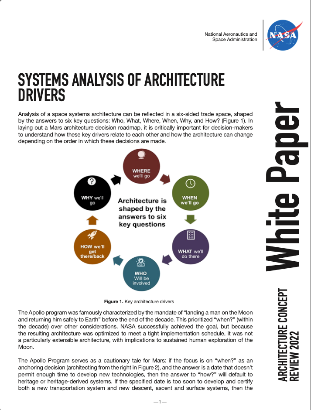 National Aeronautics and
Space Administration
NASA
SYSTEMS ANALYSIS OF ARCHITECTURE
DRIVERS
Analysis of a space systems architecture can be reflected in a six-sided trade space, shaped
by the answers to six key questions: Who, What, Where, When, Why, and How? (Figure 1). In
laying out a Mars architecture decision roadmap, it is critically important for decision-makers
to understand how these key drivers relate to each other and how the architecture can change
depending on the order in which these decisions are made.
WHERE
we'll go
WHY we'll
go
WHEN
we'll go
Architecture is
shaped by the
answers to six
key questions
HOW we'll
get there/back
WHAT we'll
do there
WHO
will be
involved
Figure 1. Key architecture drivers
The Apollo program was famously characterized by the mandate of "landing a man on the Moon
and returning him safely to Earth" before the end of the decade. This prioritized "when?" (within
the decade) over other considerations. NASA successfully achieved the goal, but because
the resulting architecture was optimized to meet a tight implementation schedule, it was not
a particularly extensible architecture, with implications to sustained human exploration of the
Moon.
The Apollo Program serves as a cautionary tale for Mars: if the focus is on "when?" as an
anchoring decision (architecting from the right in Figure 2), and the answer is a date that doesn't
permit enough time to develop new technologies, then the answer to "how?" will default to
heritage or heritage-derived systems. If the specified date is too soon to develop and certify
both a new transportation system and new descent, ascent and surface systems, then the
— 1 —
White Paper
ARCHITECTURE CONCEPT
REVIEW 2022